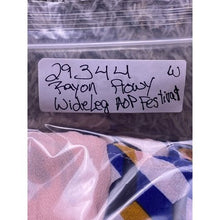 29344 W
Rayon Flowy
Wideleg AOP Festival